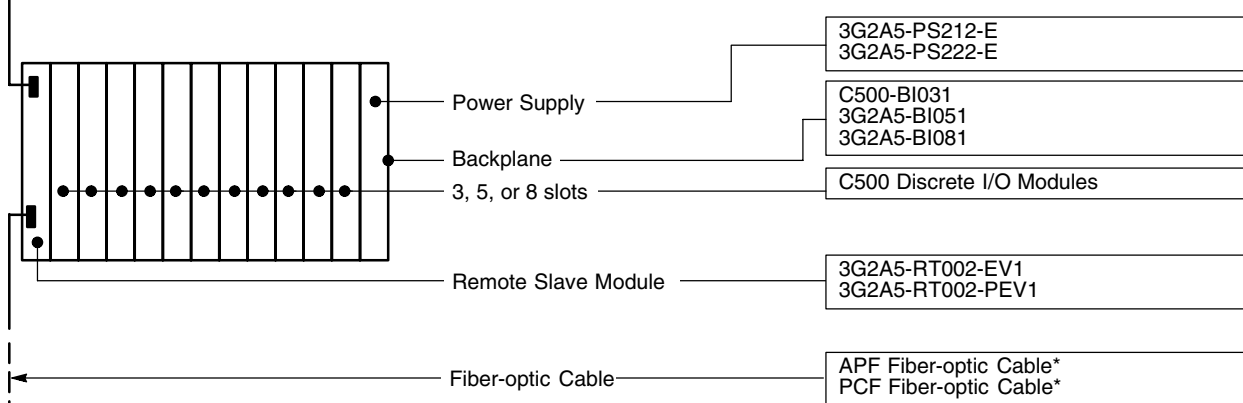 3G2A5-PS212-E
3G2A5-PS222-E
Power Supply
C500-BI031
3G2A5-BI051
3G2A5-BI081
Backplane
3, 5, or 8 slots
C500 Discrete I/O Modules
Remote Slave Module
3G2A5-RT002-EV1
3G2A5-RT002-PEV1
Fiber-optic Cable
APF Fiber-optic Cable*
PCF Fiber-optic Cable*